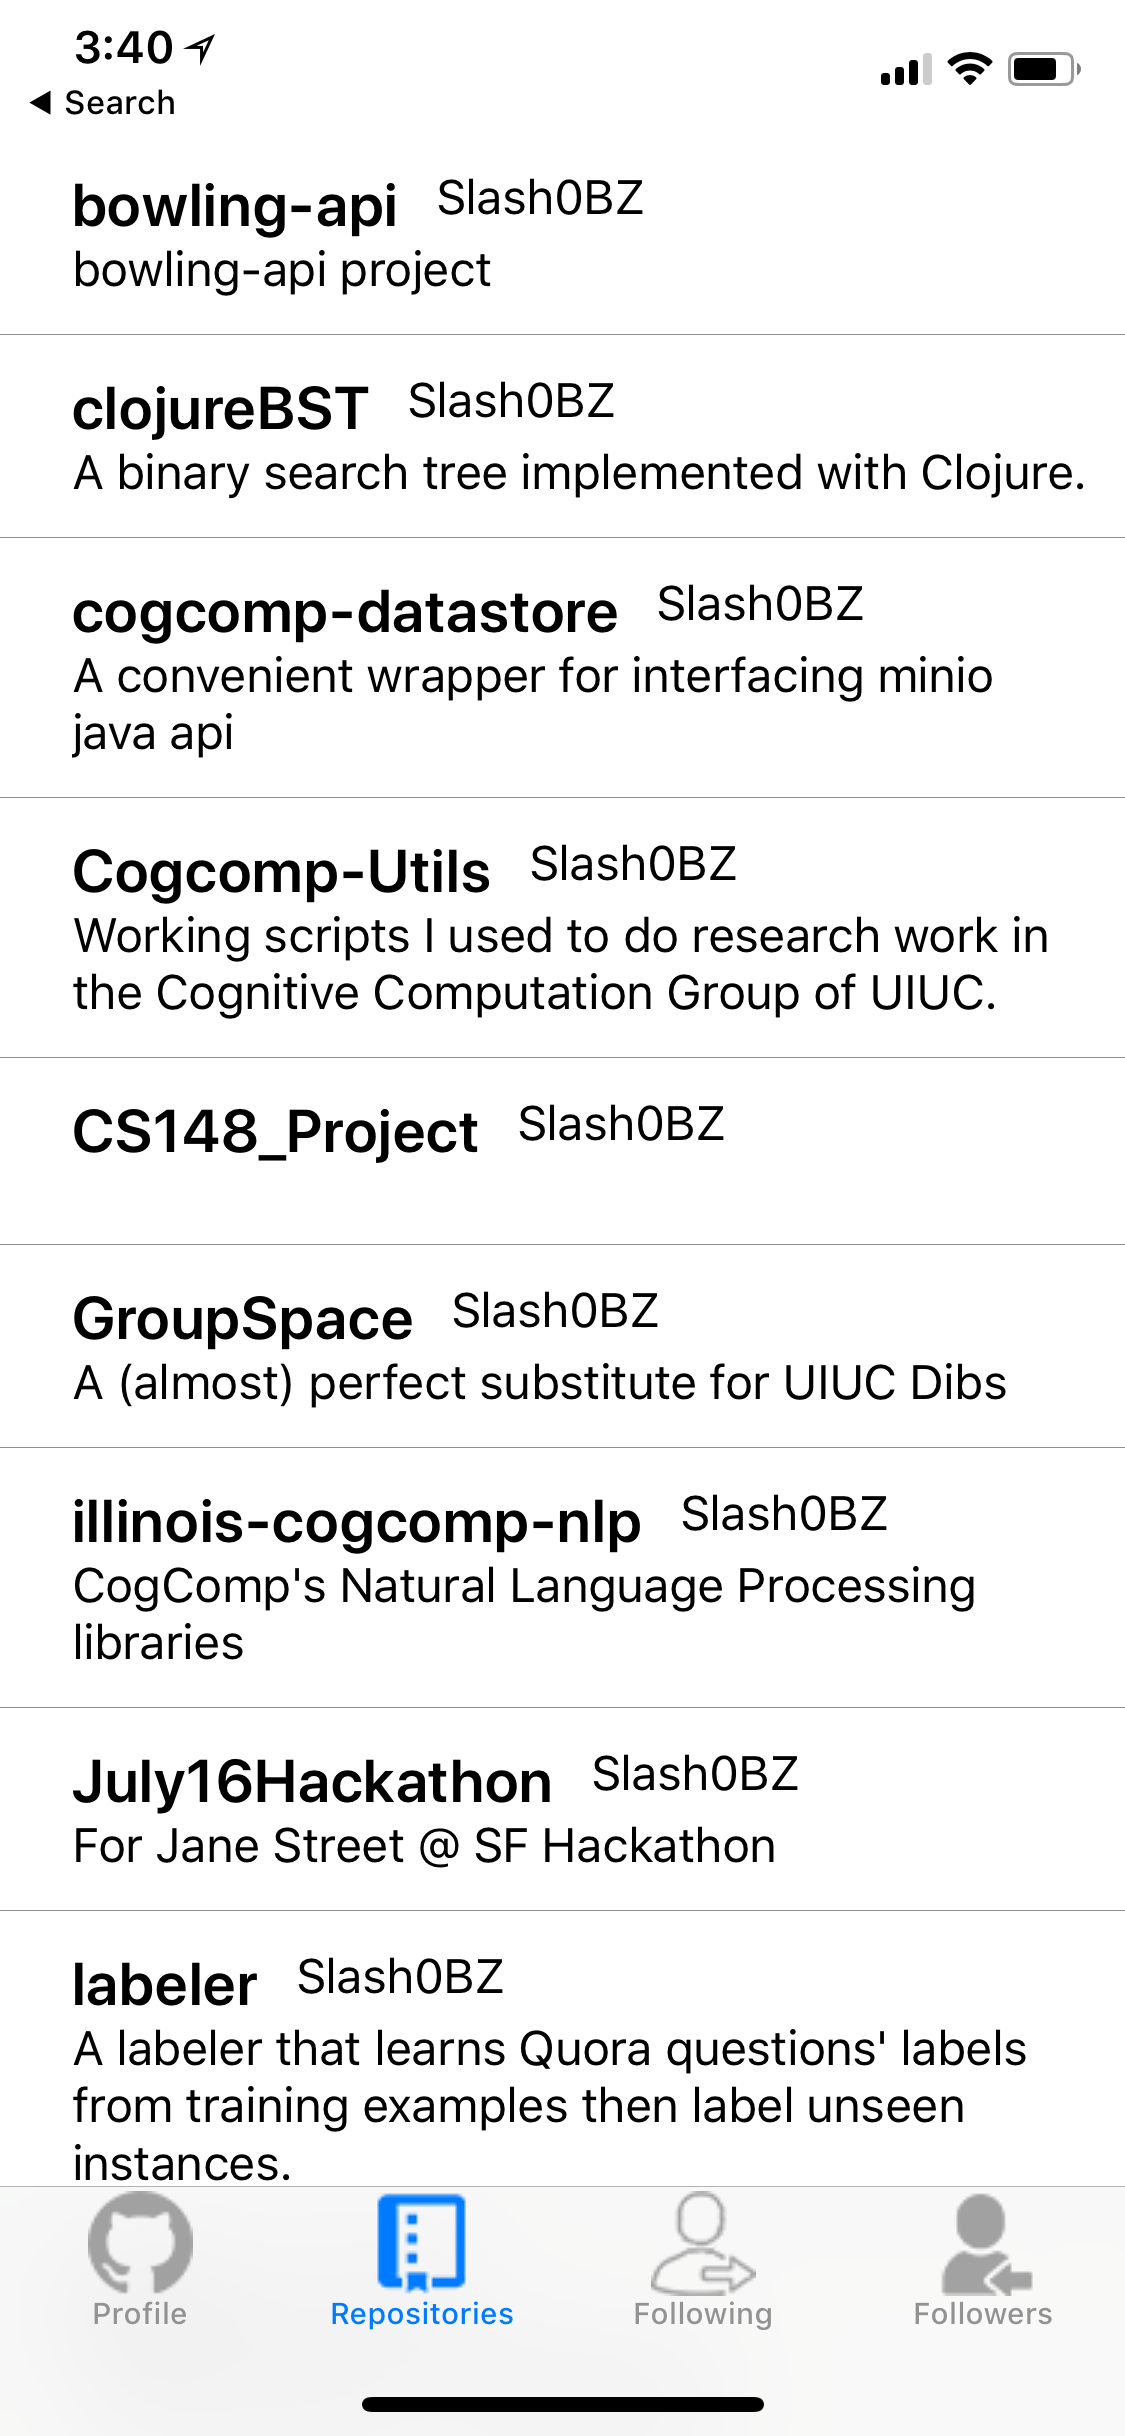 3:40
◀ Search
bowling-api Slash0BZ
bowling-api project
clojureBST Slash0BZ
A binary search tree implemented with Clojure.
cogcomp-datastore Slash0BZ
A convenient wrapper for interfacing minio
java api
Cogcomp-Utils Slash0BZ
Working scripts I used to do research work in
the Cognitive Computation Group of UIUC.
CS148_Project Slash0BZ
GroupSpace Slash0BZ
A (almost) perfect substitute for UIUC Dibs
illinois-cogcomp-nlp Slash0BZ
CogComp's Natural Language Processing
libraries
July16Hackathon Slash0BZ
For Jane Street @ SF Hackathon
labeler Slash0BZ
A labeler that learns Quora questions' labels
from training examples then label unseen
instances.
Profile Repositories Following Followers